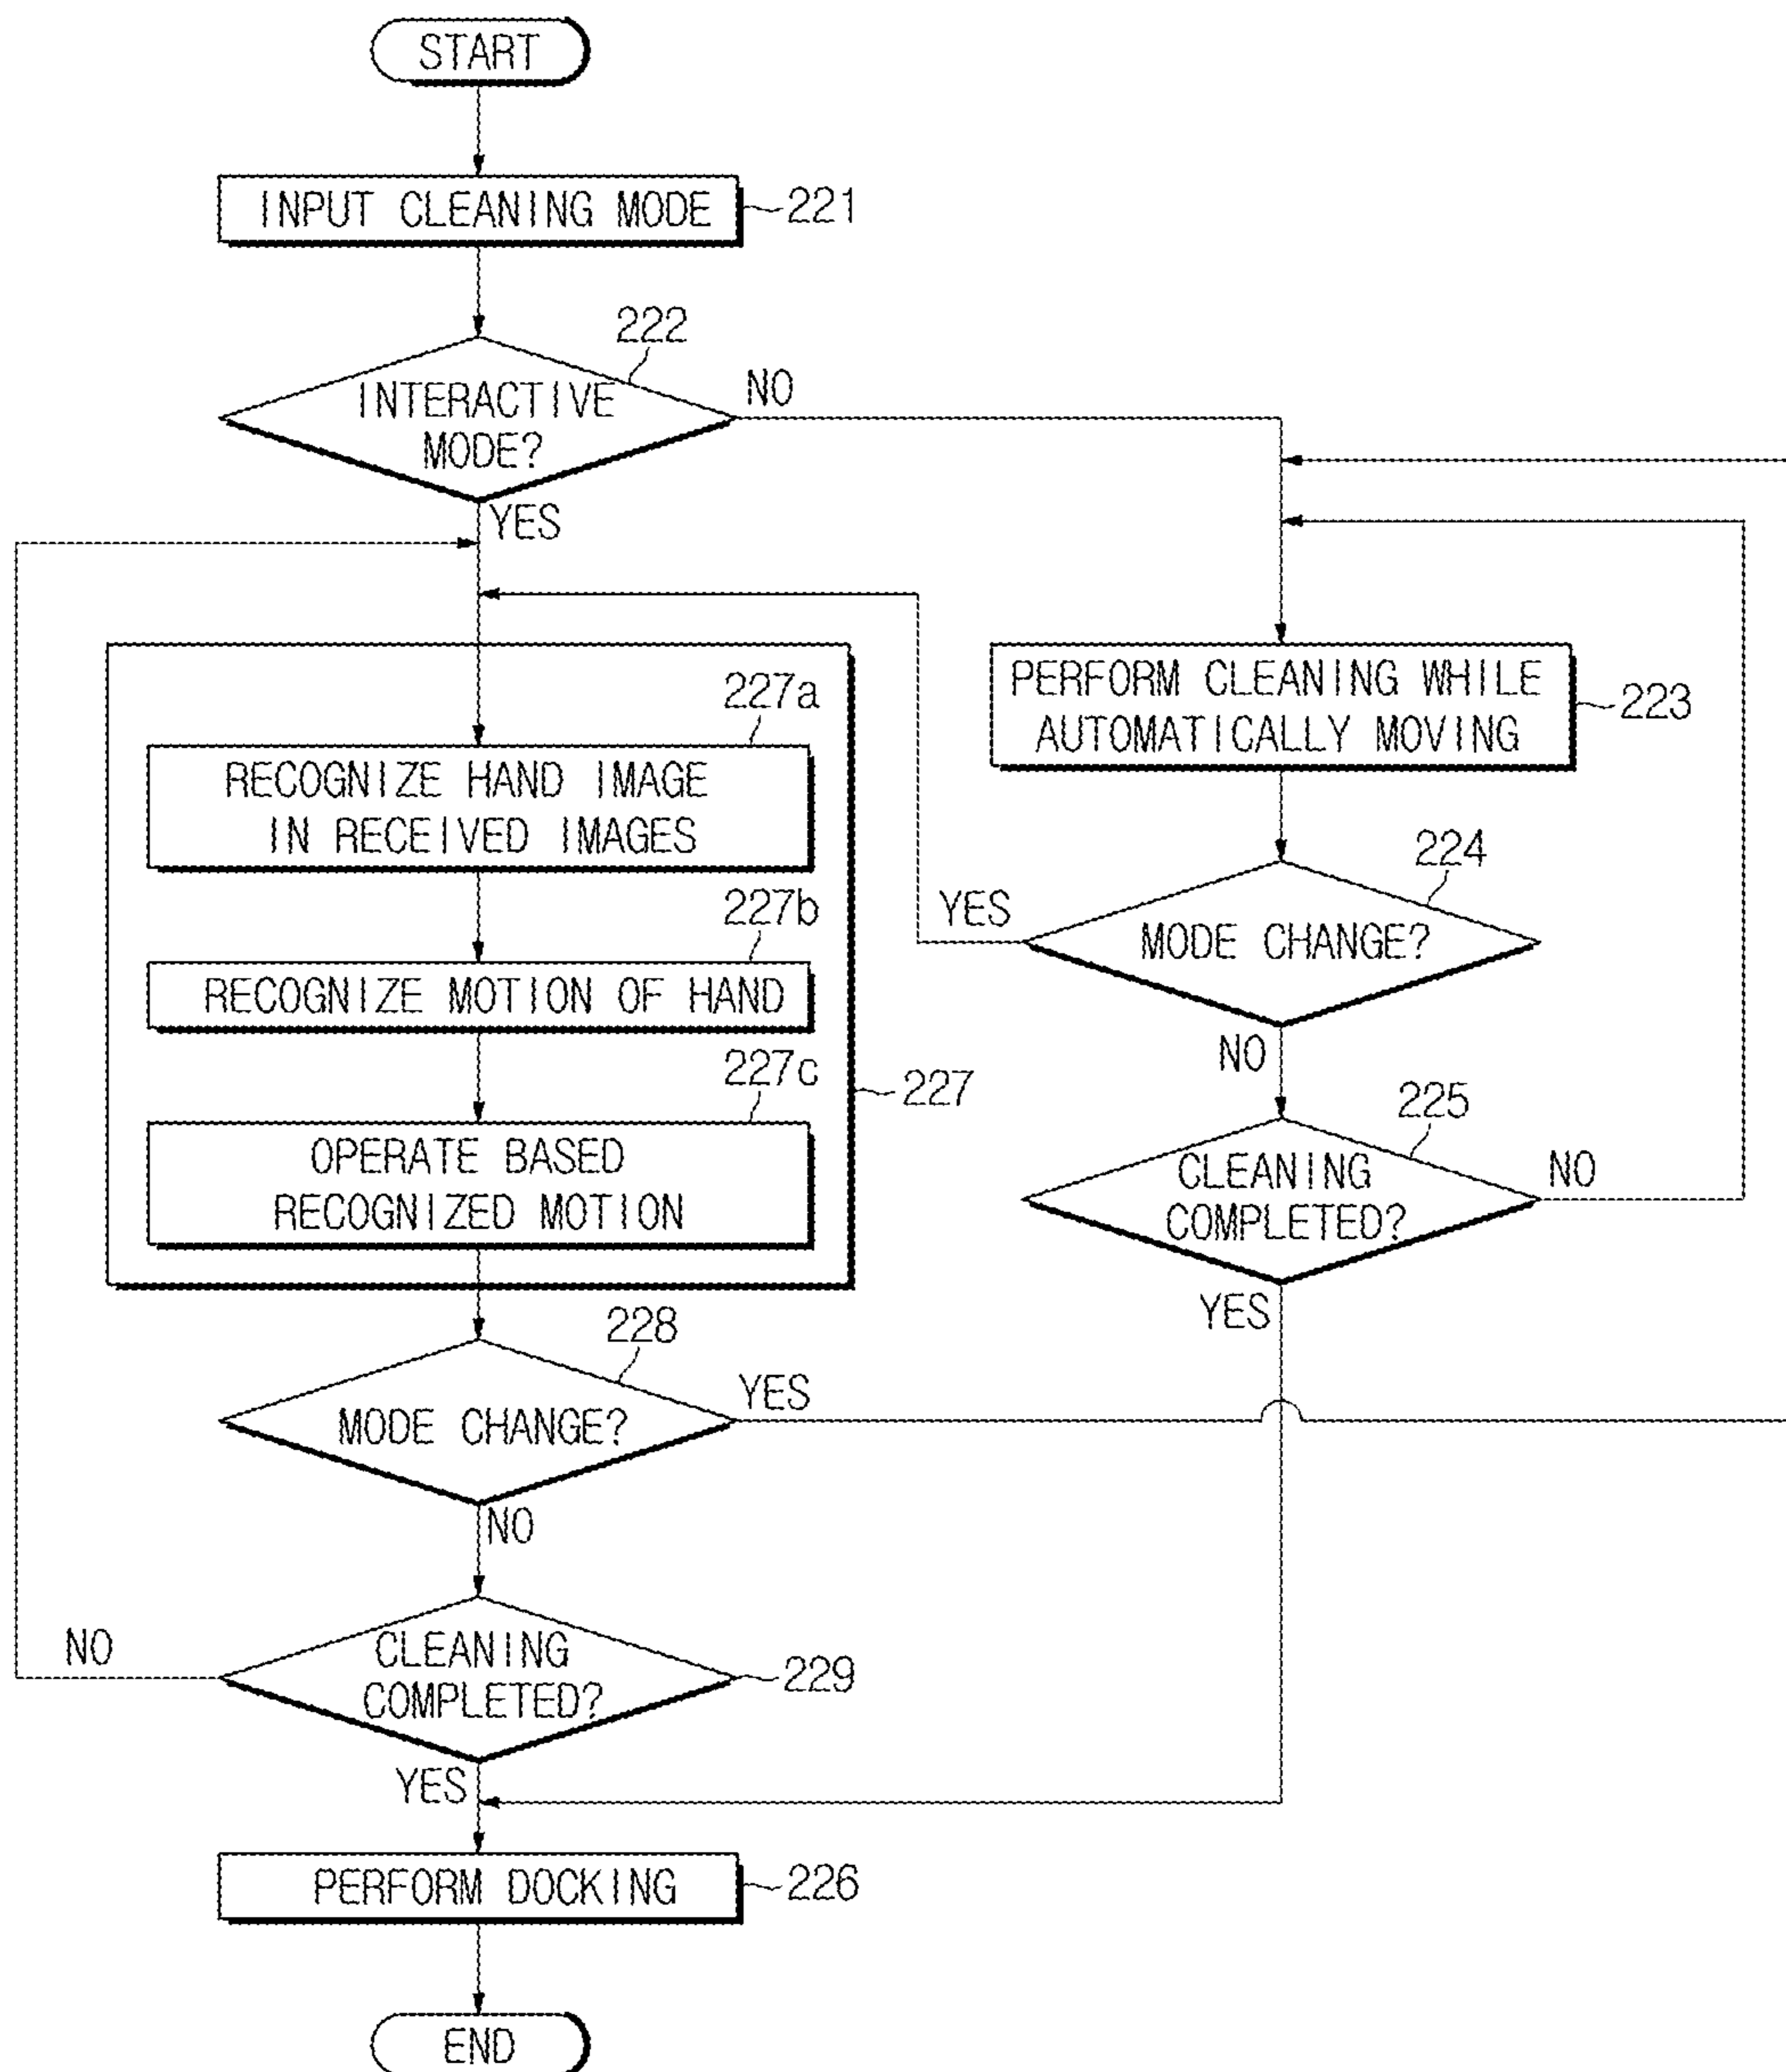 START
INPUT CLEANING MODE
221
222
INTERACTIVE
MODE?
NO
YES
227a
RECOGNIZE HAND IMAGE
IN RECEIVED IMAGES
227b
RECOGNIZE MOTION OF HAND
227c
OPERATE BASED
RECOGNIZED MOTION
227
PERFORM CLEANING WHILE
AUTOMATICALLY MOVING
223
224
YES
MODE CHANGE?
NO
225
CLEANING
COMPLETED?
NO
YES
228
MODE CHANGE?
YES
NO
NO
CLEANING
COMPLETED?
229
YES
PERFORM DOCKING
226
END